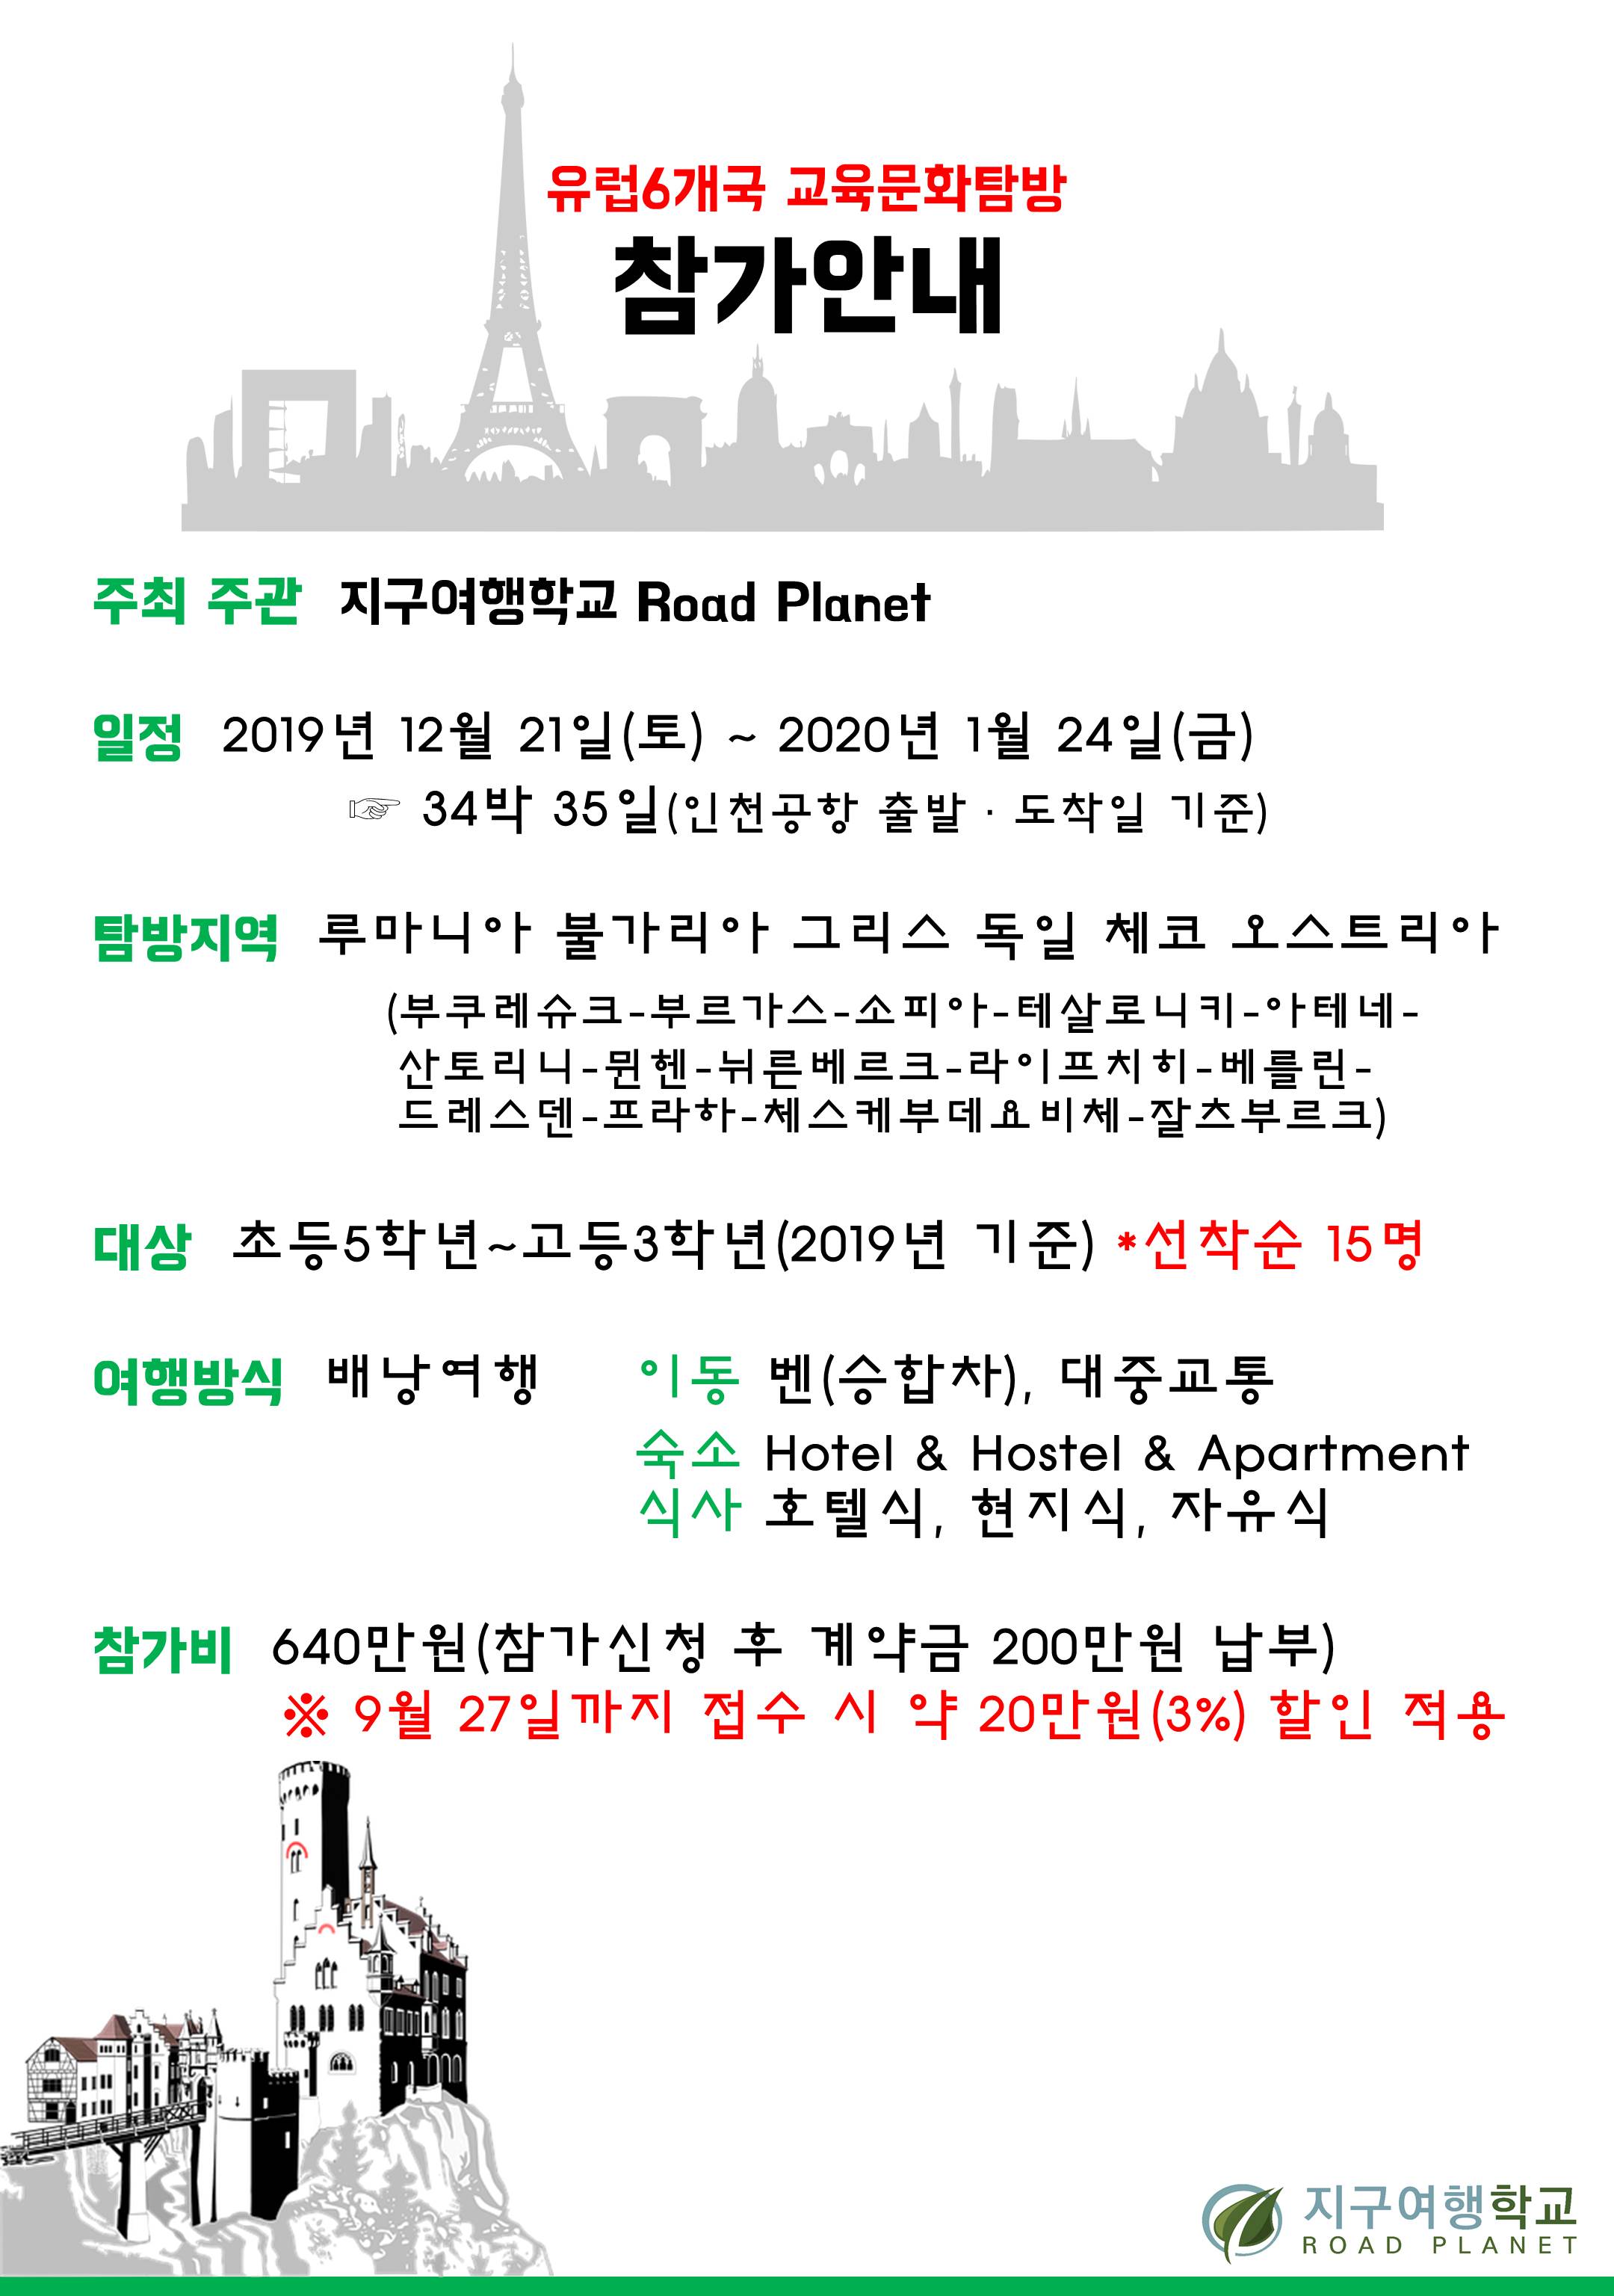 유럽6개국 교육문화탐방
참가안내
주최 주관 지구여행학교 Road Planet
일정 2019년 12월 21일(토) ~ 2020년 1월 24일(금)
☞ 34박 35일(인천공항 출발 · 도착일 기준)
탐방지역 루마니아 불가리아 그리스 독일 체코 오스트리아
(부쿠레슈크-부르가스-소피아-테살로니키-아테네-
산토리니-뮌헨-뉘른베르크-라이프치히-베를린-
드레스덴-프라하-체스케부데요비체-잘츠부르크)
대상 초등5학년~고등3학년(2019년 기준) *선착순 15명
여행방식 배낭여행 이동 벤(승합차), 대중교통
숙소 Hotel & Hostel & Apartment
식사 호텔식, 현지식, 자유식
참가비 640만원(참가신청 후 계약금 200만원 납부)
※ 9월 27일까지 접수 시 약 20만원(3%) 할인 적용
지구여행학교
ROAD PLANET